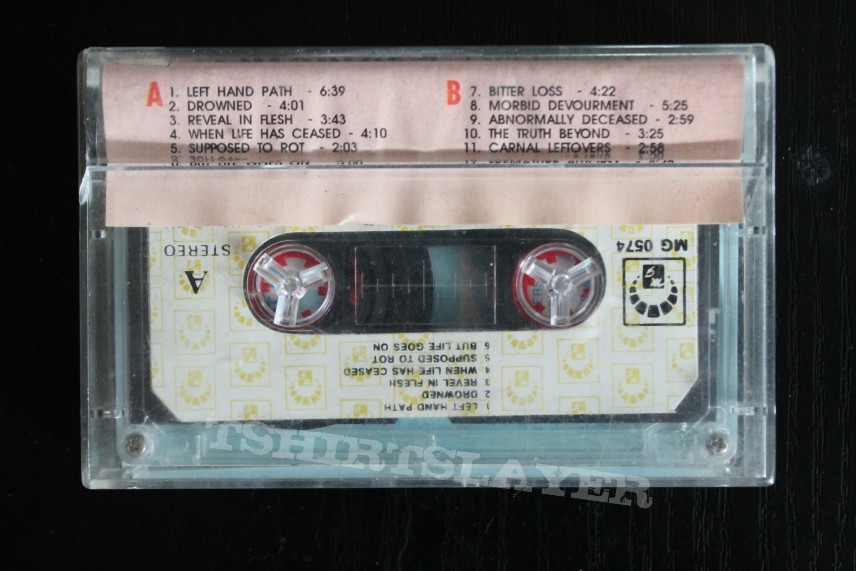 A
1. LEFT HAND PATH - 6:39
2. DROWNED - 4:01
3. REVEAL IN FLESH - 3:43
4. WHEN LIFE HAS CEASED - 4:10
5. SUPPOSED TO ROT - 2:03
B
7. BITTER LOSS - 4:22
8. MORBID DEVOURMENT - 5:25
9. ABNORMALLY DECEASED - 2:59
10. THE TRUTH BEYOND - 3:25
11. CARNAL LEFTOVERS - 2:58
A
STEREO
MG 0574
1 LEFT HAND PATH
2 DROWNED
3 REVEL IN FLESH
4 WHEN LIFE HAS CEASED
5 SUPPOSED TO ROT
6 BUT LIFE GOES ON
TSHIRTSLAYER